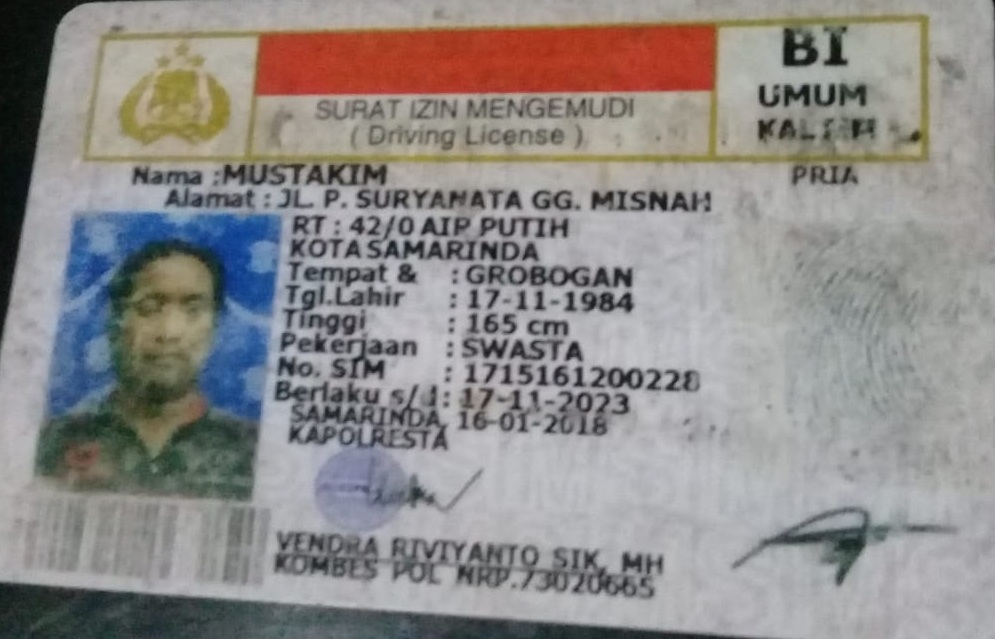 SURAT IZIN MENGEMUDI
( Driving License )
BI
UMUM
KALTIM
PRIA
Nama :MUSTAKIM
Alamat : JL. P. SURYANATA GG. MISNAH
RT : 42/0 AIR PUTIH
KOTA SAMARINDA
Tempat & : GROBOGAN
Tgl.Lahir : 17-11-1984
Tinggi : 165 cm
Pekerjaan : SWASTA
No. SIM : 1715161200228
Berlaku s/d : 17-11-2023
SAMARINDA, 16-01-2018
KAPOLRESTA
VENDRA RIVIYANTO SIK, MH
KOMBES POL NRP.73020665